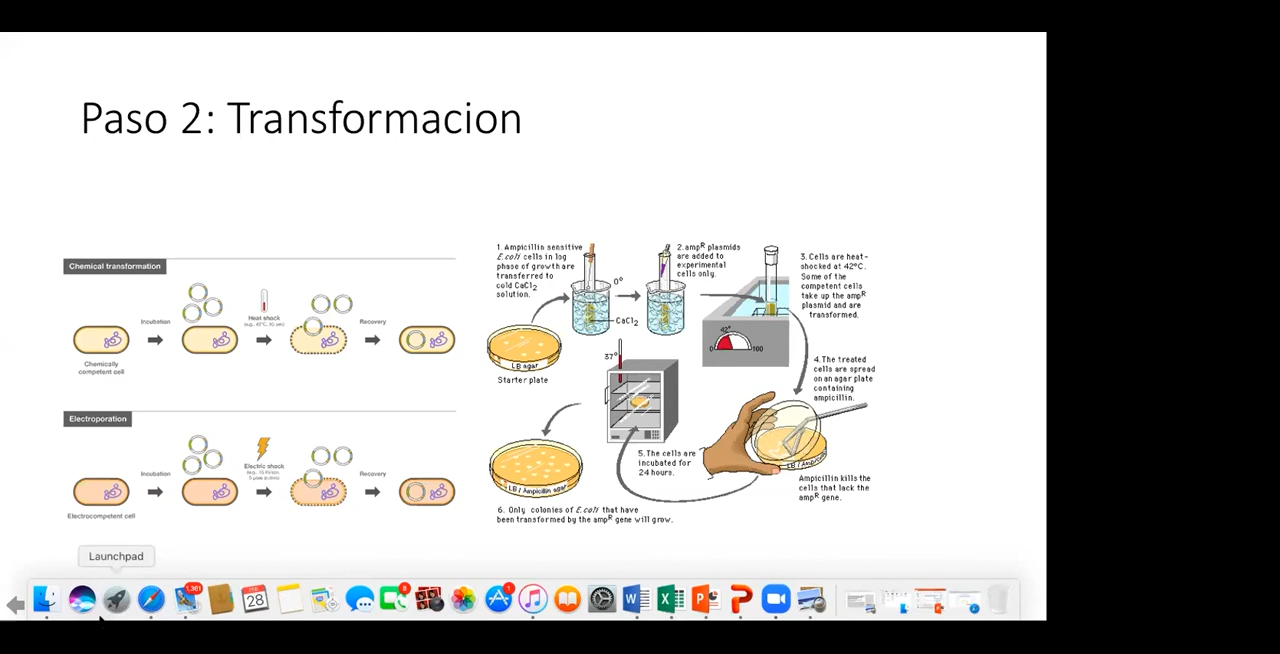 Paso 2: Transformacion
Chemical transformation
Incubation
Heat shock
Recovery
Chemically
competent cell
Electroporation
Incubation
Electric shock
Recovery
Electrocompetent cell
1. Ampicillin sensitive
E.coli cells in log
phase of growth are
transferred to
cold CaCl2
solution.
0°
CaCl2
2. ampR plasmids
are added to
experimental
cells only.
3. Cells are heat-
shocked at 42°C.
Some of the
competent cells
take up the ampR
plasmid and are
transformed.
42°
0
100
LB agar
Starter plate
37°
4. The treated
cells are spread
on an agar plate
containing
ampicillin.
Ampicillin kills the
cells that lack the
ampR gene.
5. The cells are
incubated for
24 hours.
LB / Ampicillin agar
6. Only colonies of E.coli that have
been transformed by the ampR gene will grow.
Launchpad
1,361
28
8
1
W
X
P